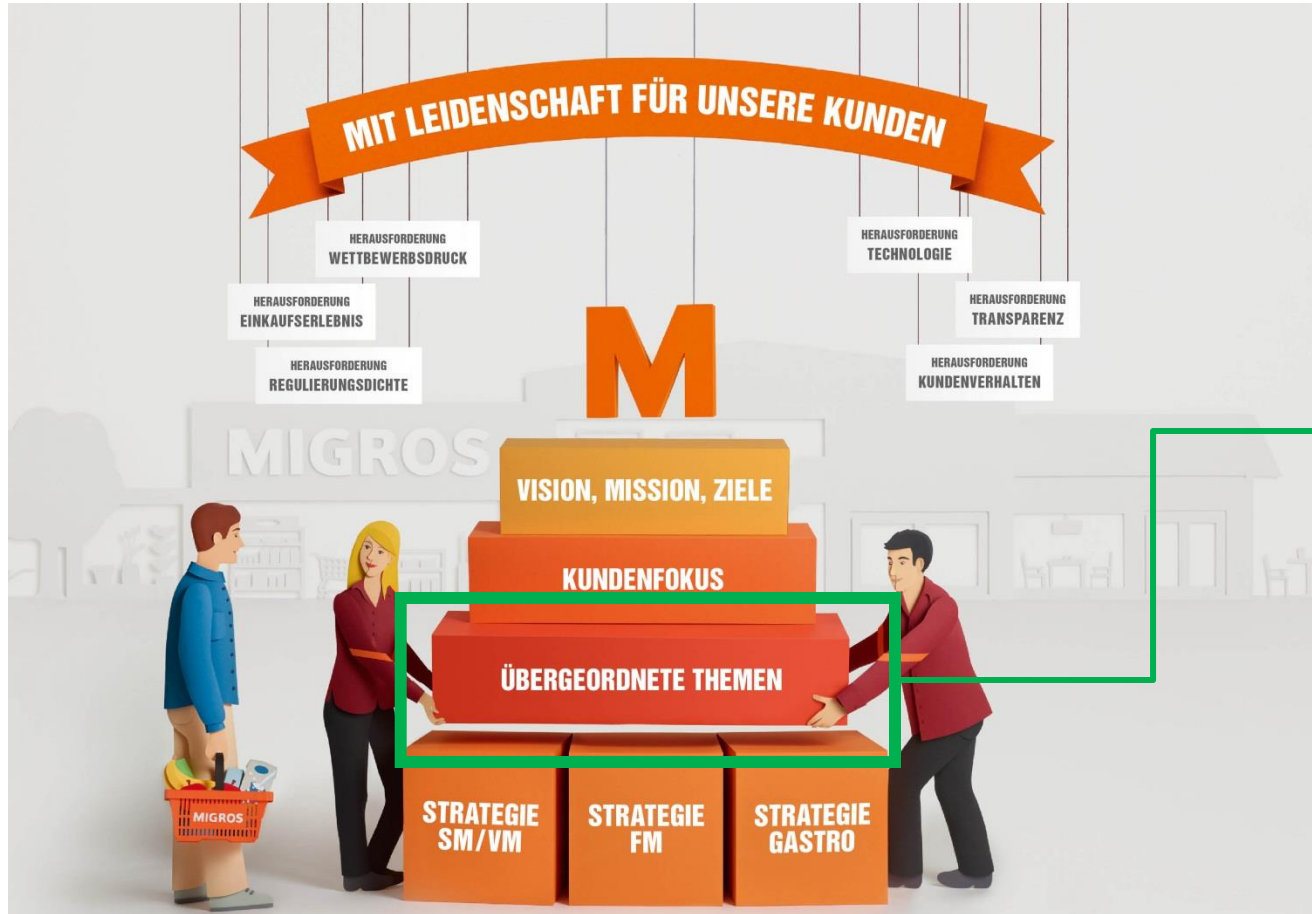 MIT LEIDENSCHAFT FÜR UNSERE KUNDEN
HERAUSFORDERUNG
WETTBEWERBSDRUCK
HERAUSFORDERUNG
TECHNOLOGIE
HERAUSFORDERUNG
EINKAUFSERLEBNIS
HERAUSFORDERUNG
TRANSPARENZ
HERAUSFORDERUNG
REGULIERUNGSDICHTE
HERAUSFORDERUNG
KUNDENVERHALTEN
M
MIGROS
VISION, MISSION, ZIELE
KUNDENFOKUS
ÜBERGEORDNETE THEMEN
MIGROS
STRATEGIE
SM/VM
STRATEGIE
FM
STRATEGIE
GASTRO